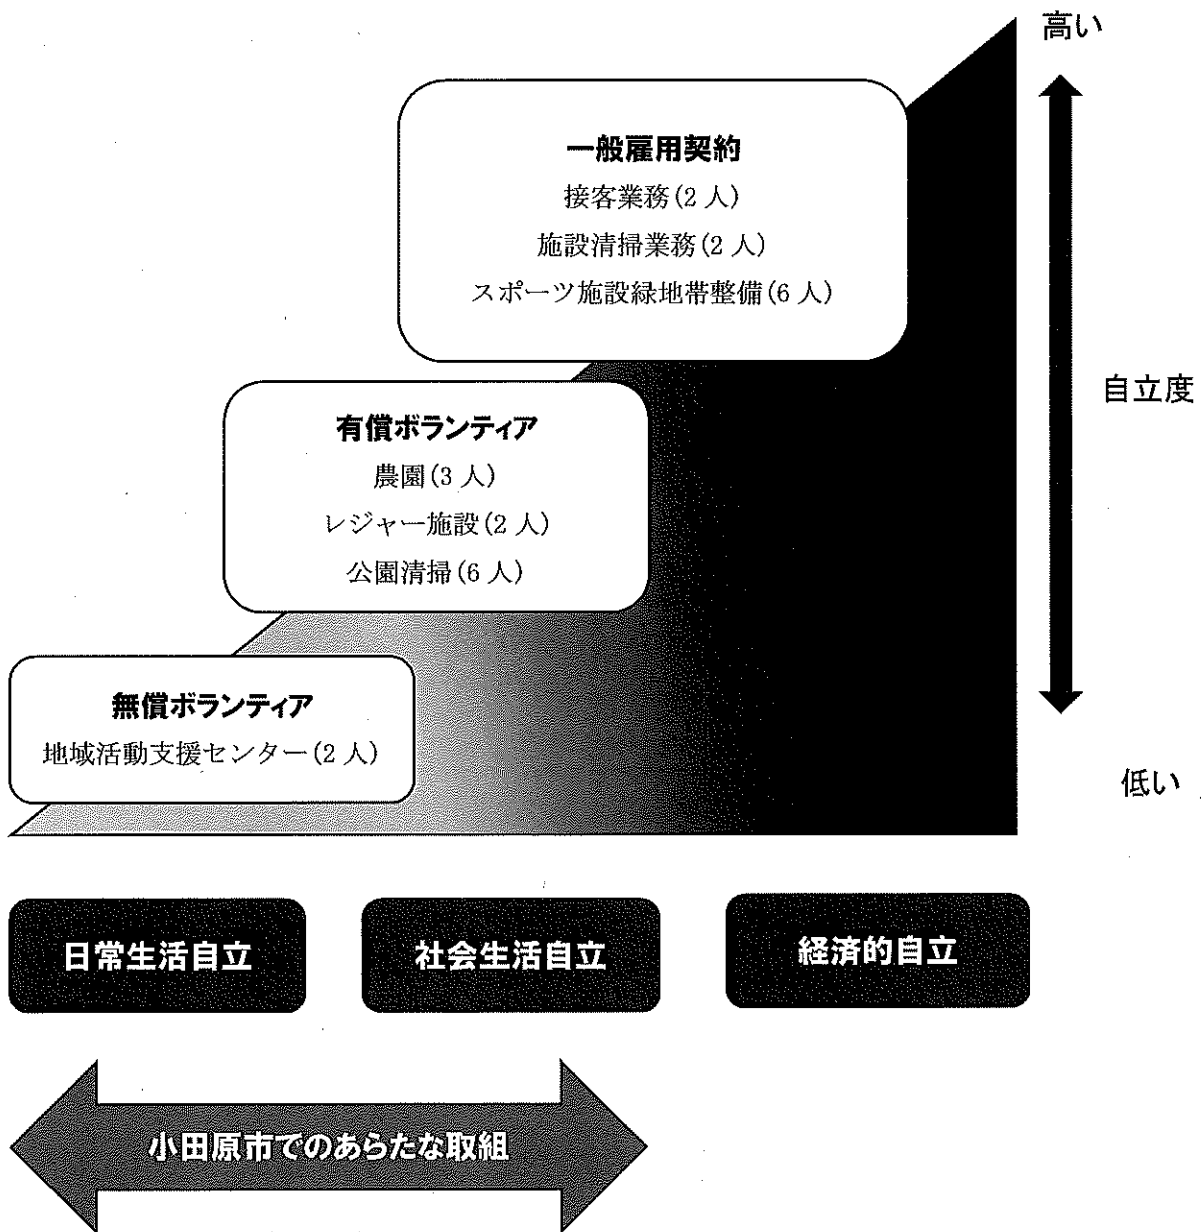 高い
一般雇用契約
接客業務(2 人)
施設清掃業務(2 人)
スポーツ施設緑地帯整備(6 人)
自立度
有償ボランティア
農園(3 人)
レジャー施設(2 人)
公園清掃(6 人)
無償ボランティア
地域活動支援センター(2 人)
低い
日常生活自立
社会生活自立
経済的自立
小田原市でのあらたな取組